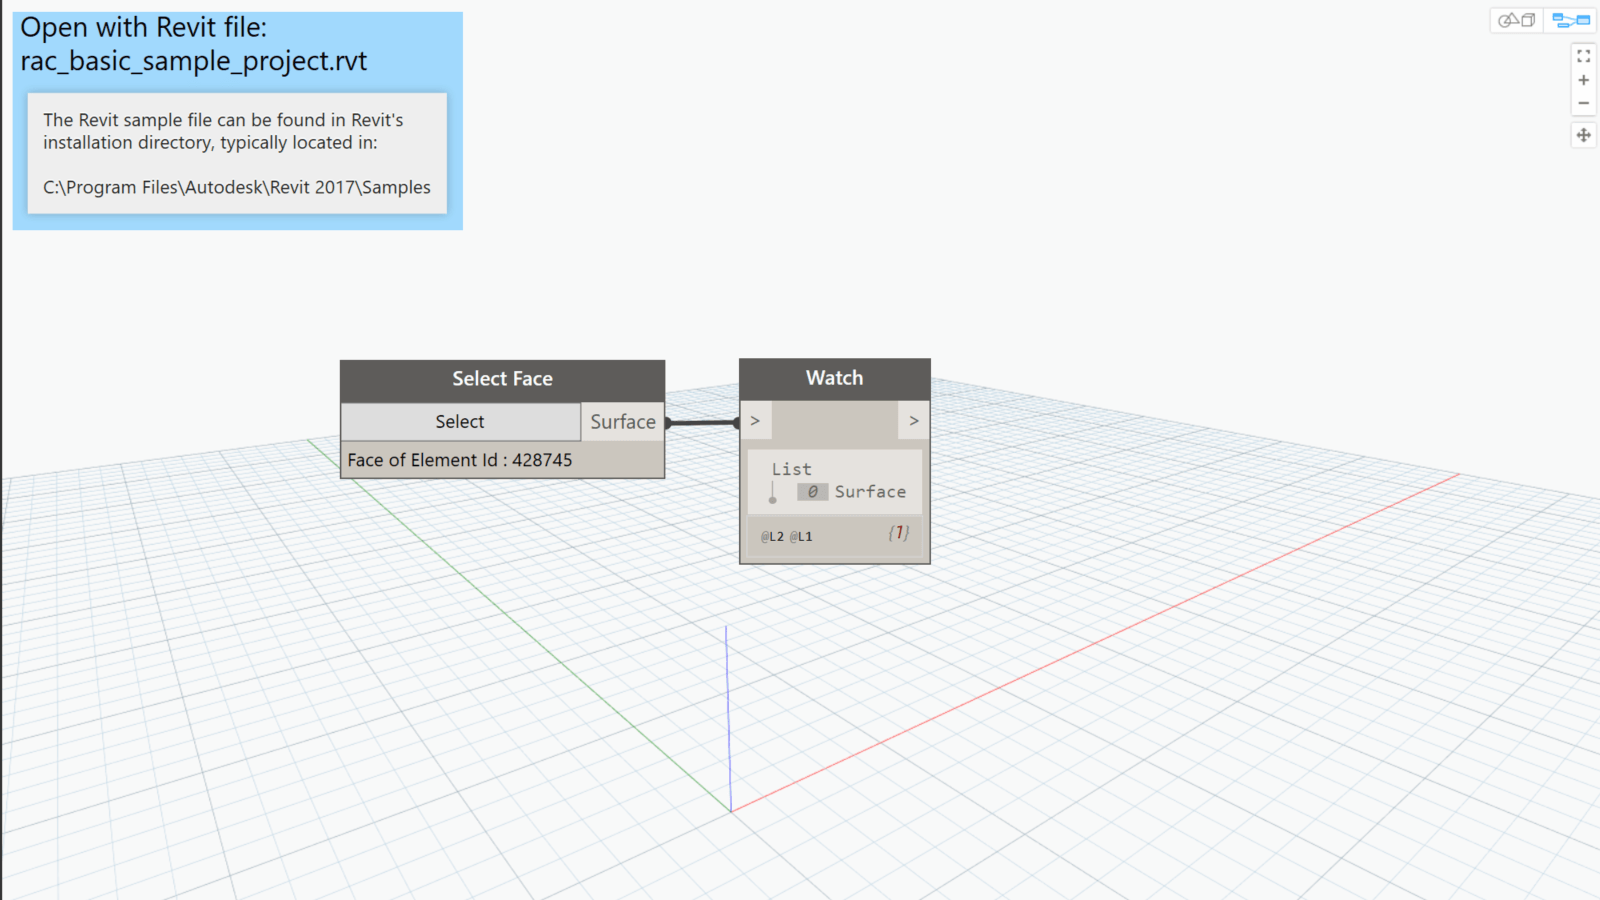 Open with Revit file:
rac_basic_sample_project.rvt
The Revit sample file can be found in Revit's
installation directory, typically located in:
C:\Program Files\Autodesk\Revit 2017\Samples
Select Face
Select
Surface
Face of Element Id : 428745
Watch
> >
List
0 Surface
@L2 @L1 {1}